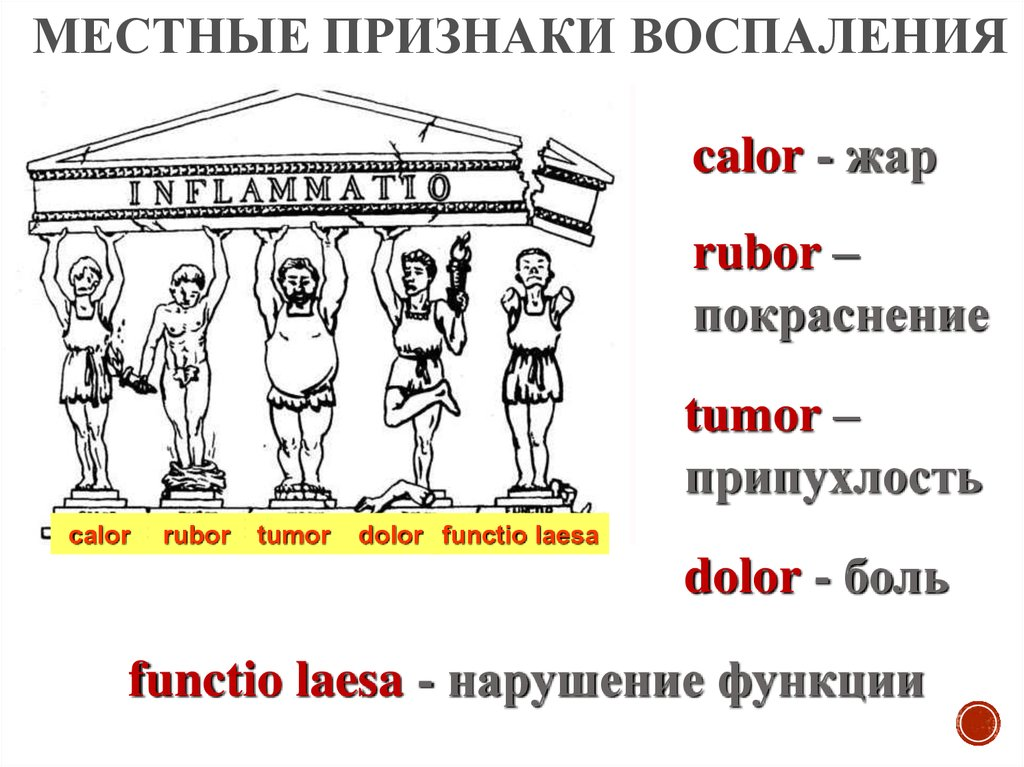 МЕСТНЫЕ ПРИЗНАКИ ВОСПАЛЕНИЯ
INFLAMMATIO
calor - жар
rubor –
покраснение
tumor –
припухлость
calor rubor tumor dolor functio laesa
dolor - боль
functio laesa - нарушение функции